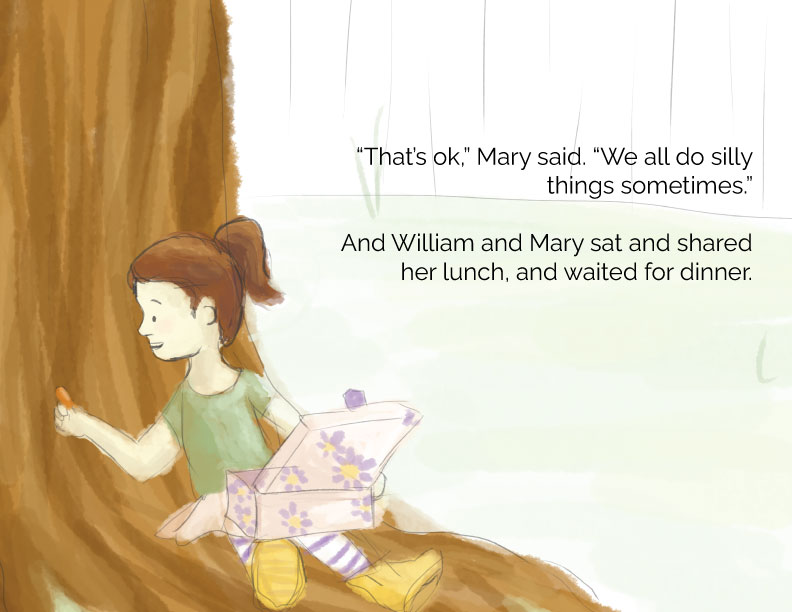 “That’s ok,” Mary said. “We all do silly
things sometimes.”
And William and Mary sat and shared
her lunch, and waited for dinner.